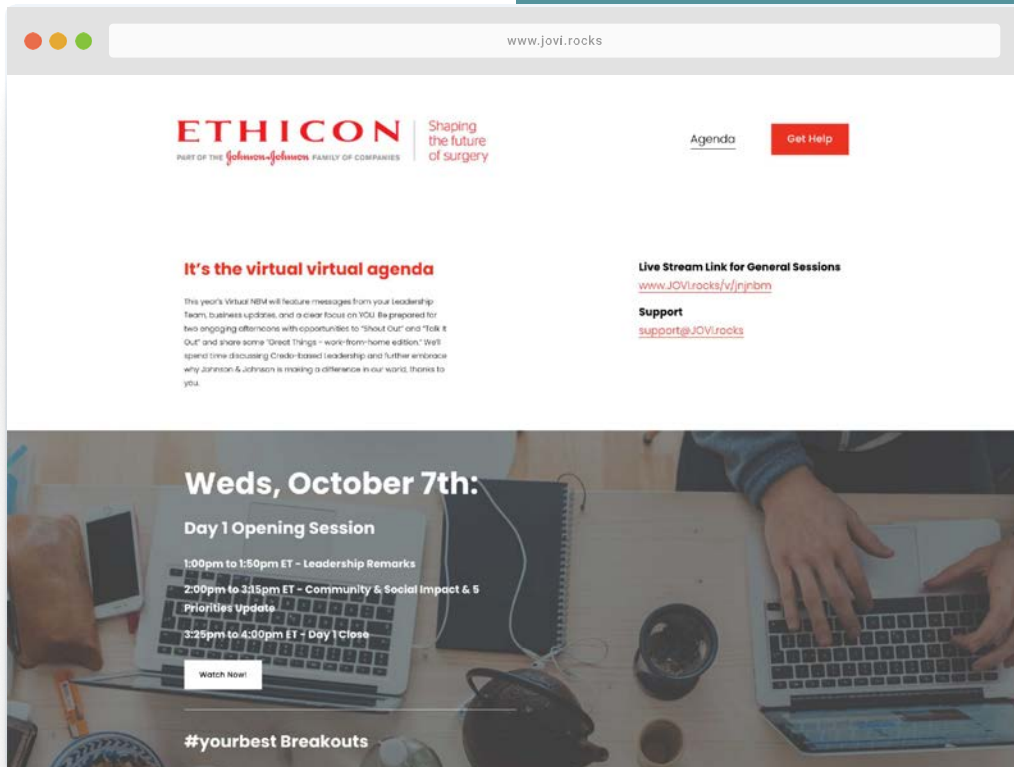 www.jovi.rocks
ETHICON
PART OF THE Johnson & Johnson FAMILY OF COMPANIES
Shaping
the future
of surgery
Agenda
Get Help
It's the virtual virtual agenda
This year's Virtual NBM will feature messages from your Leadership
Team, business updates, and a clear focus on YOU. Be prepared for
two engaging afternoons with opportunities to "Shout Out" and "Talk It
Out" and share some "Great Things - work-from-home edition." We'll
spend time discussing Credo-based Leadership and further embrace
why Johnson & Johnson is making a difference in our world, thanks to
you.
Live Stream Link for General Sessions
www.JOVI.rocks/v/jnjnbm
Support
support@JOVI.rocks
Weds, October 7th:
Day 1 Opening Session
1:00pm to 1:50pm ET - Leadership Remarks
2:00pm to 3:15pm ET - Community & Social Impact & 5
Priorities Update
3:25pm to 4:00pm ET - Day 1 Close
Watch Now!
#yourbest Breakouts